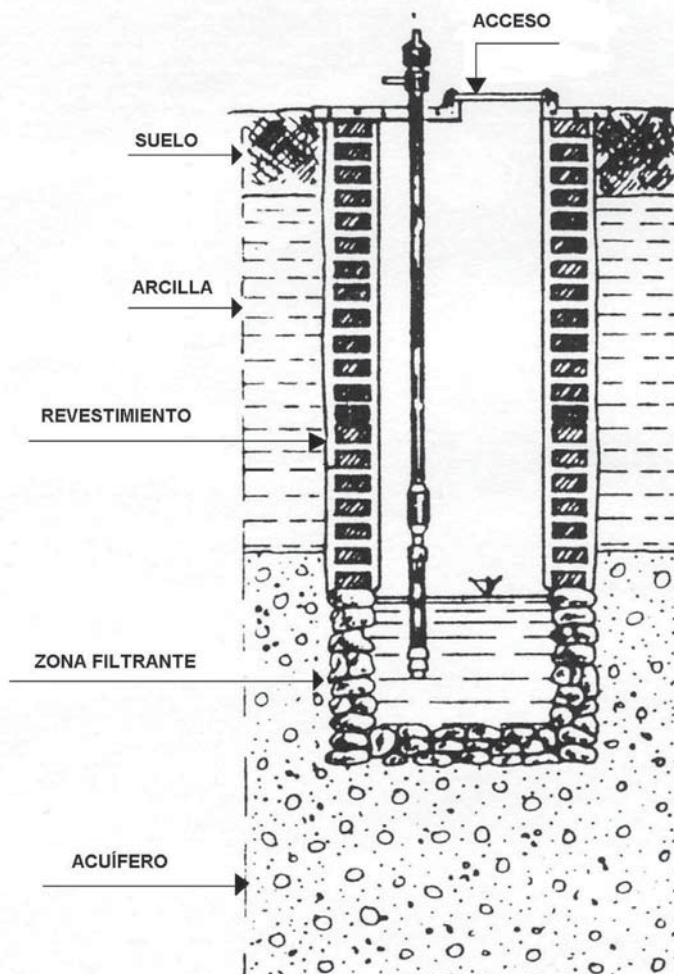 ACCESO
SUELO
ARCILLA
REVESTIMIENTO
ZONA FILTRANTE
ACUÍFERO